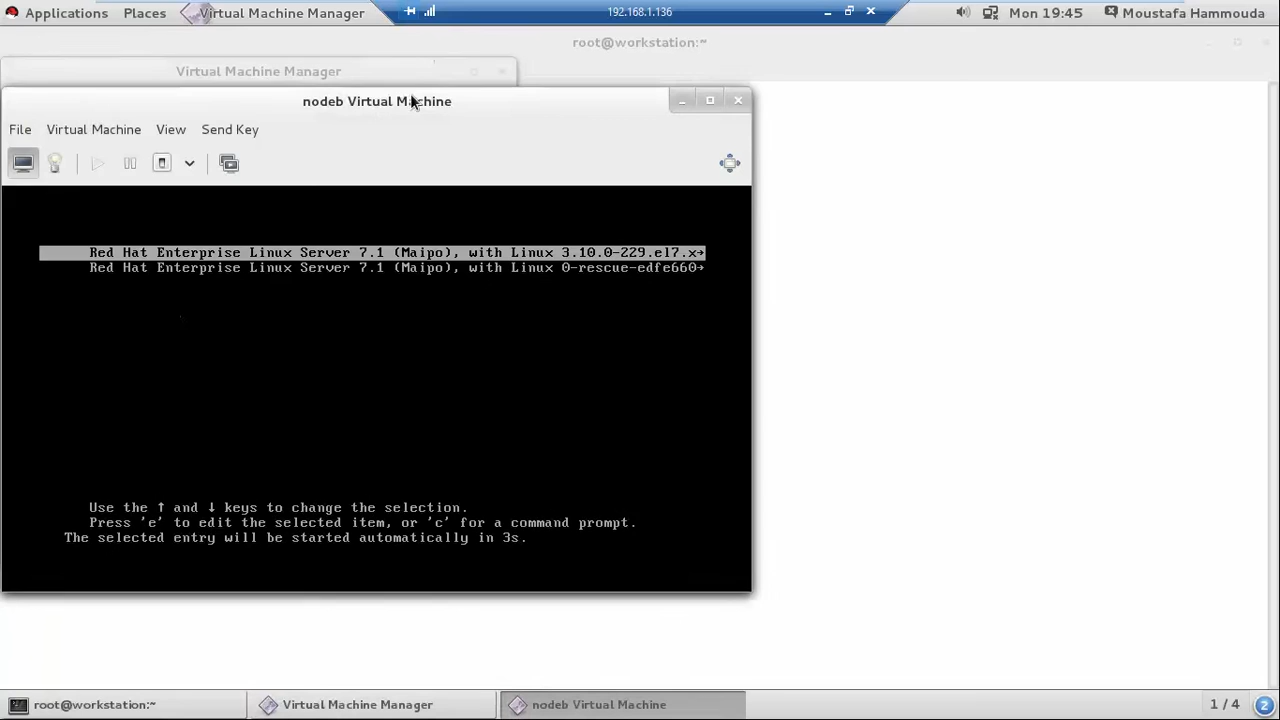 Applications Places Virtual Machine Manager 192.168.1.136 Mon 19:45 Moustafa Hammouda
root@workstation:~
Virtual Machine Manager
nodeb Virtual Machine
File Virtual Machine View Send Key
Red Hat Enterprise Linux Server 7.1 (Maipo), with Linux 3.10.0-229.el7.x→
Red Hat Enterprise Linux Server 7.1 (Maipo), with Linux 0-rescue-edfe660→
Use the ↑ and ↓ keys to change the selection.
Press 'e' to edit the selected item, or 'c' for a command prompt.
The selected entry will be started automatically in 3s.
root@workstation:~ Virtual Machine Manager nodeb Virtual Machine 1 / 4 2